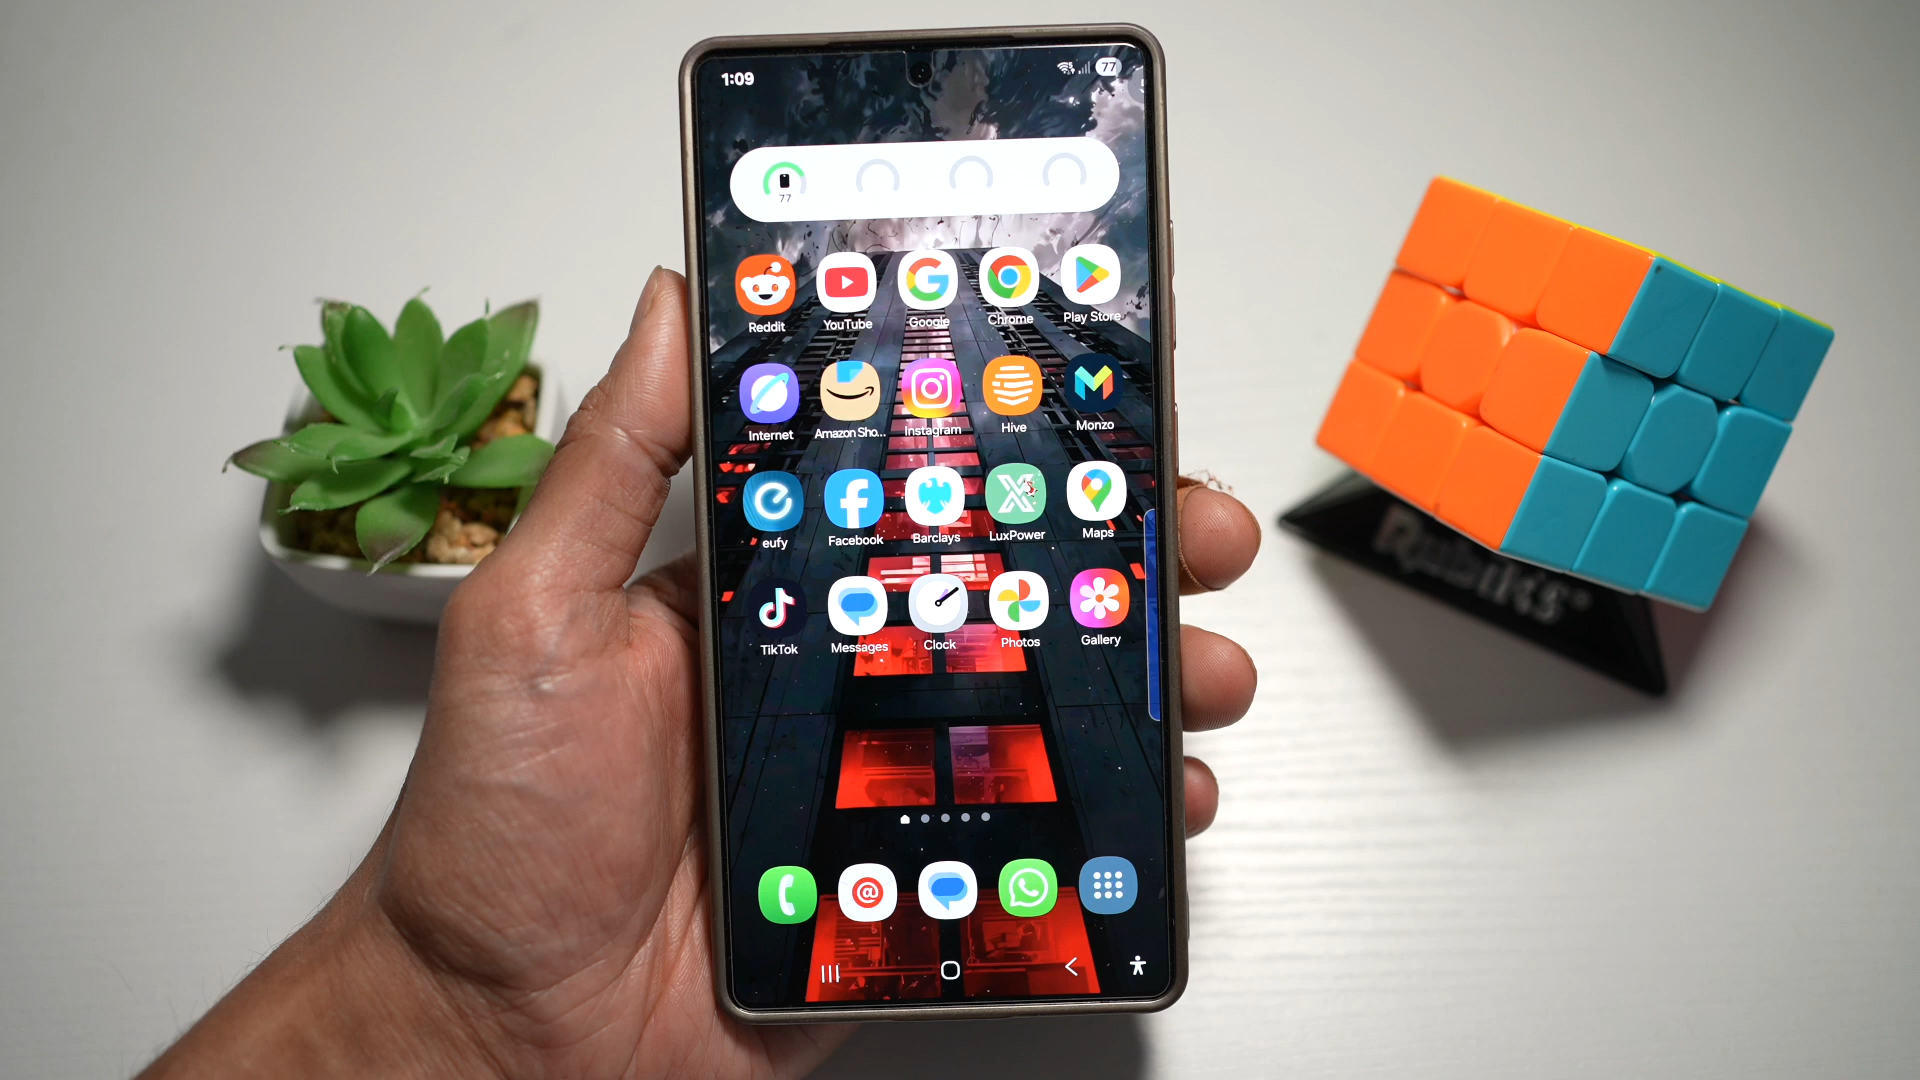 1:09
77
77
Reddit
YouTube
Google
Chrome
Play Store
Internet
Amazon Sho...
Instagram
Hive
Monzo
eufy
Facebook
Barclays
LuxPower
Maps
TikTok
Messages
Clock
Photos
Gallery
Rubik's®